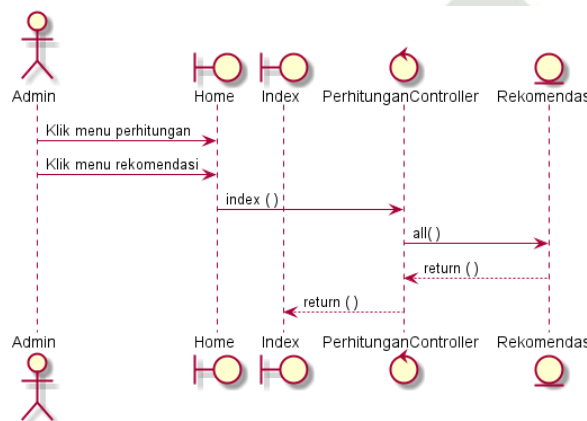 Admin
Home
Index
PerhitunganController
Rekomendas
Klik menu perhitungan
Klik menu rekomendasi
index ( )
all( )
return ( )
return ( )
Admin
Home
Index
PerhitunganController
Rekomendas